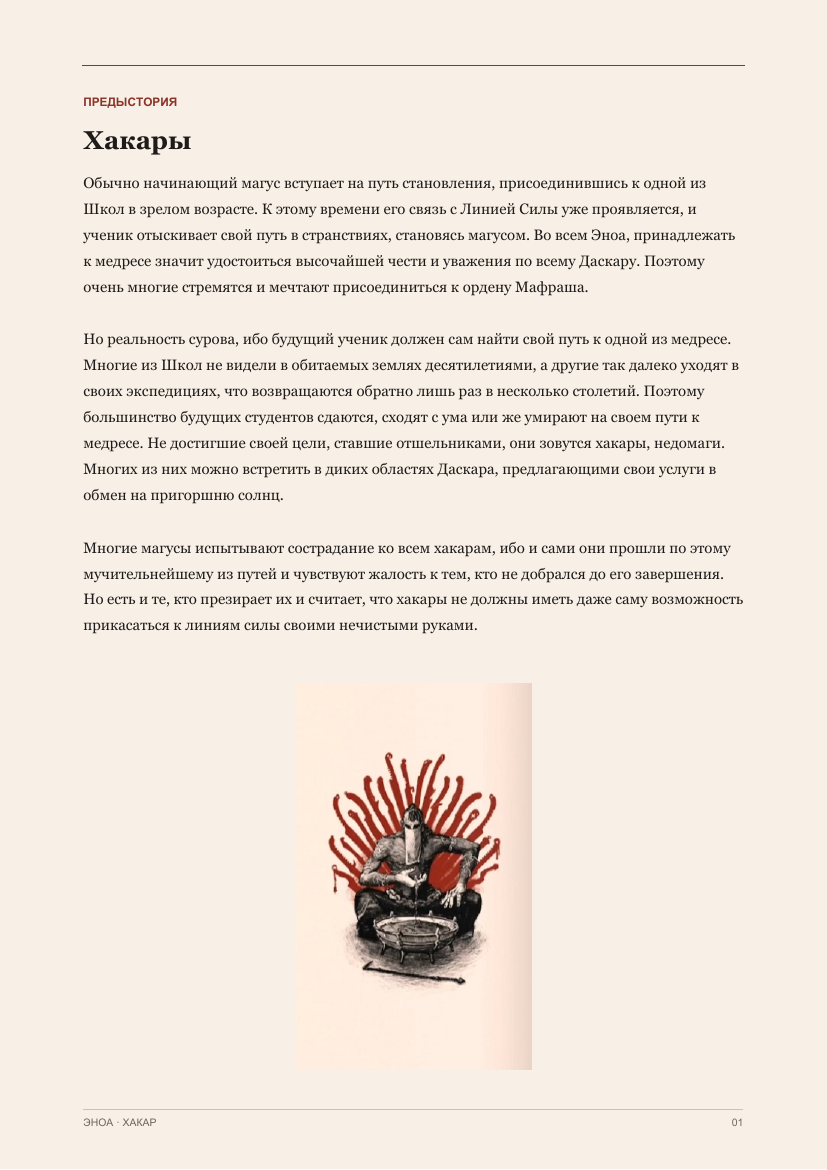 ПРЕДЫСТОРИЯ
Хакары
Обычно начинающий магус вступает на путь становления, присоединившись к одной из
Школ в зрелом возрасте. К этому времени его связь с Линией Силы уже проявляется, и
ученик отыскивает свой путь в странствиях, становясь магусом. Во всем Эноа, принадлежать
к медресе значит удостоиться высочайшей чести и уважения по всему Даскару. Поэтому
очень многие стремятся и мечтают присоединиться к ордену Мафраша.
Но реальность сурова, ибо будущий ученик должен сам найти свой путь к одной из медресе.
Многие из Школ не видели в обитаемых землях десятилетиями, а другие так далеко уходят в
своих экспедициях, что возвращаются обратно лишь раз в несколько столетий. Поэтому
большинство будущих студентов сдаются, сходят с ума или же умирают на своем пути к
медресе. Не достигшие своей цели, ставшие отшельниками, они зовутся хакары, недомаги.
Многих из них можно встретить в диких областях Даскара, предлагающими свои услуги в
обмен на пригоршню солнц.
Многие магусы испытывают сострадание ко всем хакарам, ибо и сами они прошли по этому
мучительнейшему из путей и чувствуют жалость к тем, кто не добрался до его завершения.
Но есть и те, кто презирает их и считает, что хакары не должны иметь даже саму возможность
прикасаться к линиям силы своими нечистыми руками.
ЭНОА · ХАКАР
01